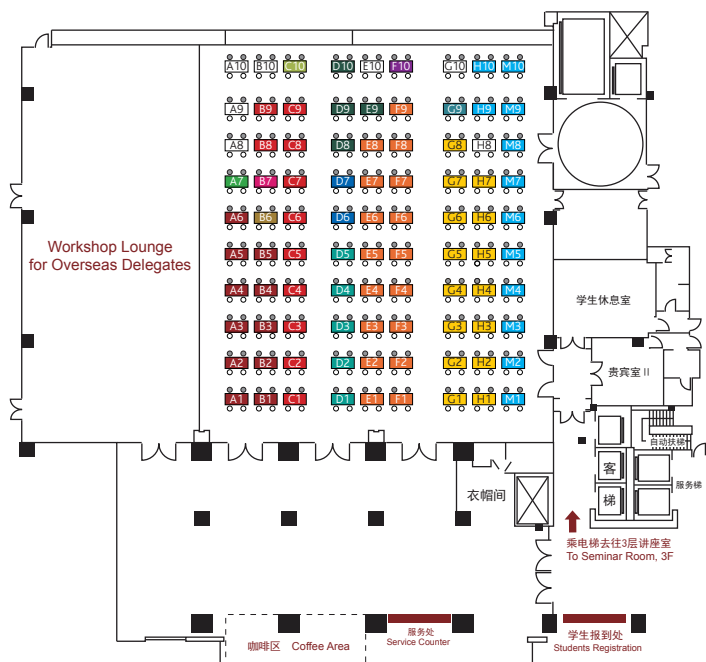 A10 B10 C10 D10 E10 F10 G10 H10 M10
A9 B9 C9 D9 E9 F9 G9 H9 M9
A8 B8 C8 D8 E8 F8 G8 H8 M8
A7 B7 C7 D7 E7 F7 G7 H7 M7
A6 B6 C6 D6 E6 F6 G6 H6 M6
Workshop Lounge
for Overseas Delegates
A5 B5 C5 D5 E5 F5 G5 H5 M5
A4 B4 C4 D4 E4 F4 G4 H4 M4
学生休息室
A3 B3 C3 D3 E3 F3 G3 H3 M3
A2 B2 C2 D2 E2 F2 G2 H2 M2
贵宾室 II
A1 B1 C1 D1 E1 F1 G1 H1 M1
自动扶梯
客
梯
服务梯
衣帽间
乘电梯去往3层讲座室
To Seminar Room, 3F
咖啡区 Coffee Area
服务处
Service Counter
学生报到处
Students Registration